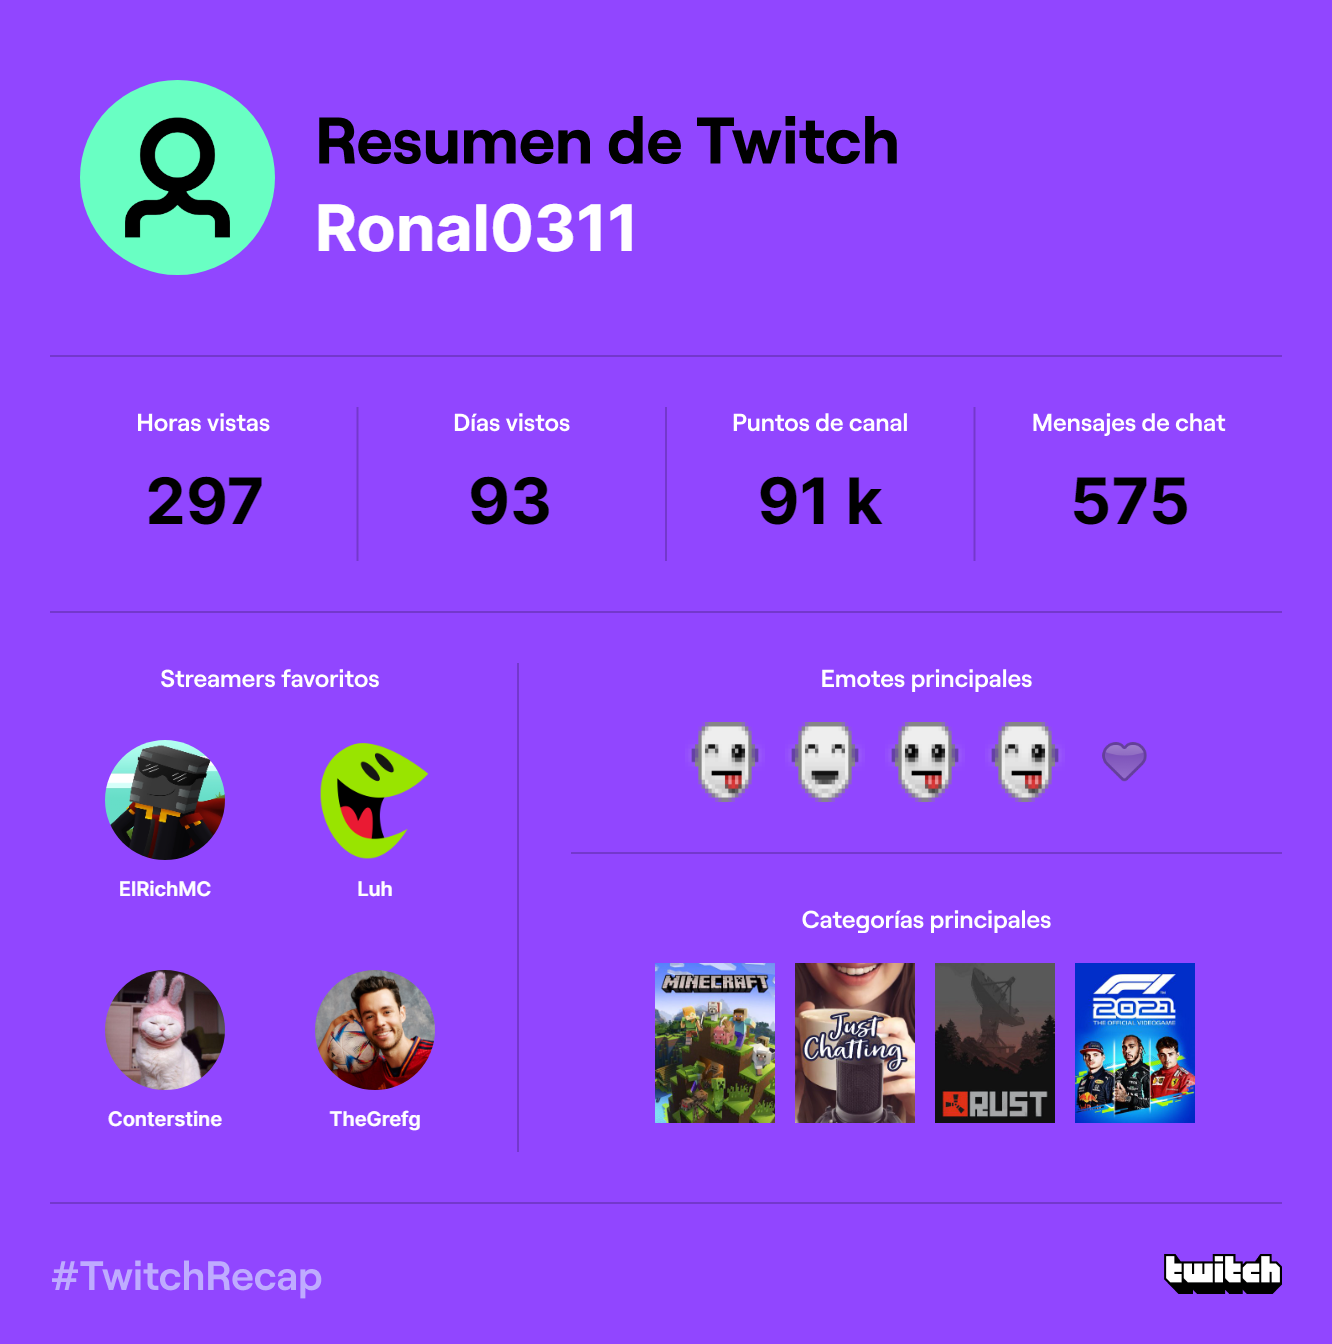 Resumen de Twitch
Ronal0311
Horas vistas
297
Días vistos
93
Puntos de canal
91 k
Mensajes de chat
575
Streamers favoritos
ElRichMC
Luh
Conterstine
TheGrefg
Emotes principales
Categorías principales
MINECRAFT
Just
Chatting
RUST
F1
2021
THE OFFICIAL VIDEOGAME
#TwitchRecap
twitch